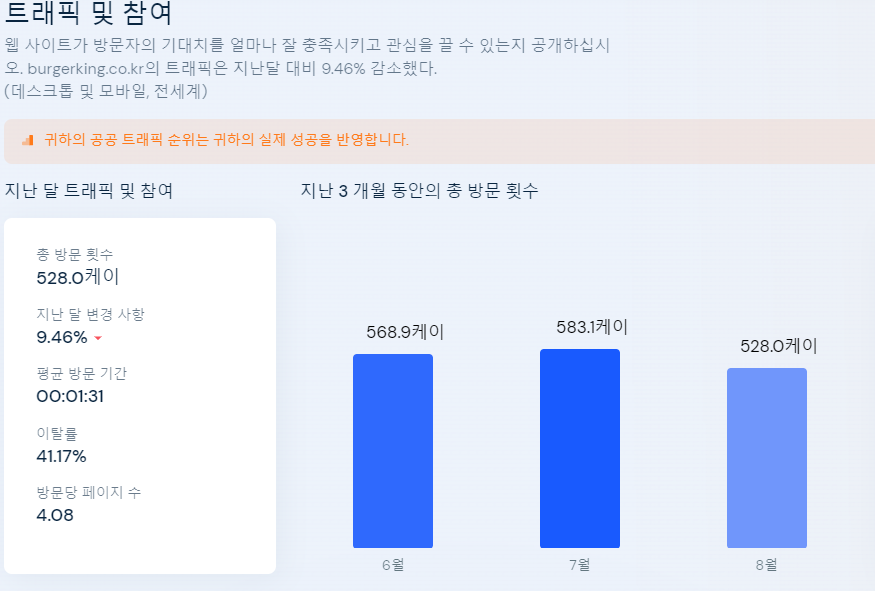 트래픽 및 참여
웹 사이트가 방문자의 기대치를 얼마나 잘 충족시키고 관심을 끌 수 있는지 공개하십시
오. burgerking.co.kr의 트래픽은 지난달 대비 9.46% 감소했다.
(데스크톱 및 모바일, 전세계)
귀하의 공공 트래픽 순위는 귀하의 실제 성공을 반영합니다.
지난 달 트래픽 및 참여
총 방문 횟수
528.0케이
지난 달 변경 사항
9.46%
평균 방문 기간
00:01:31
이탈률
41.17%
방문당 페이지 수
4.08
지난 3 개월 동안의 총 방문 횟수
568.9케이
583.1케이
528.0케이
6월
7월
8월